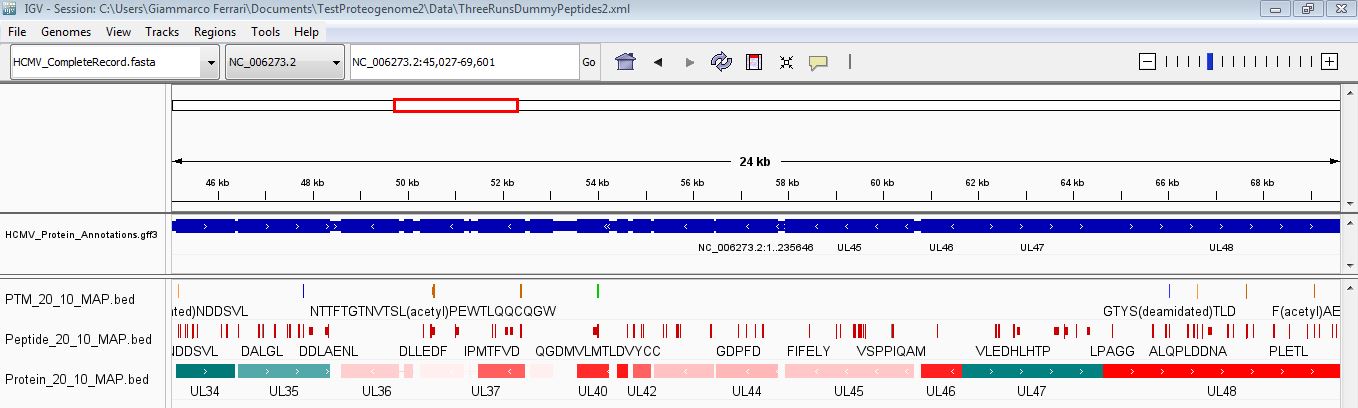 IGV - Session: C:\Users\Giammarco Ferrari\Documents\TestProteogenome2\Data\ThreeRunsDummyPeptides2.xml
File Genomes View Tracks Regions Tools Help
HCMV_CompleteRecord.fasta NC_006273.2 NC_006273.2:45,027-69,601 Go
24 kb
46 kb 48 kb 50 kb 52 kb 54 kb 56 kb 58 kb 60 kb 62 kb 64 kb 66 kb 68 kb
HCMV_Protein_Annotations.gff3
NC_006273.2:1..235646 UL45 UL46 UL47 UL48
PTM_20_10_MAP.bed
ated)NDDSVL NTTFTGTNVTSL(acetyl)PEWTLQQCQGW GTYS(deamidated)TLD F(acetyl)AE
Peptide_20_10_MAP.bed
NDDSVL DALGL DDLAENL DLLEDF IPMTFVD QGDMVLMTLDVYCC GDPFD FIFELY VSPPIQAM VLEDHLHTP LPAGG ALQPLDDNA PLETL
Protein_20_10_MAP.bed
UL34 UL35 UL36 UL37 UL40 UL42 UL44 UL45 UL46 UL47 UL48